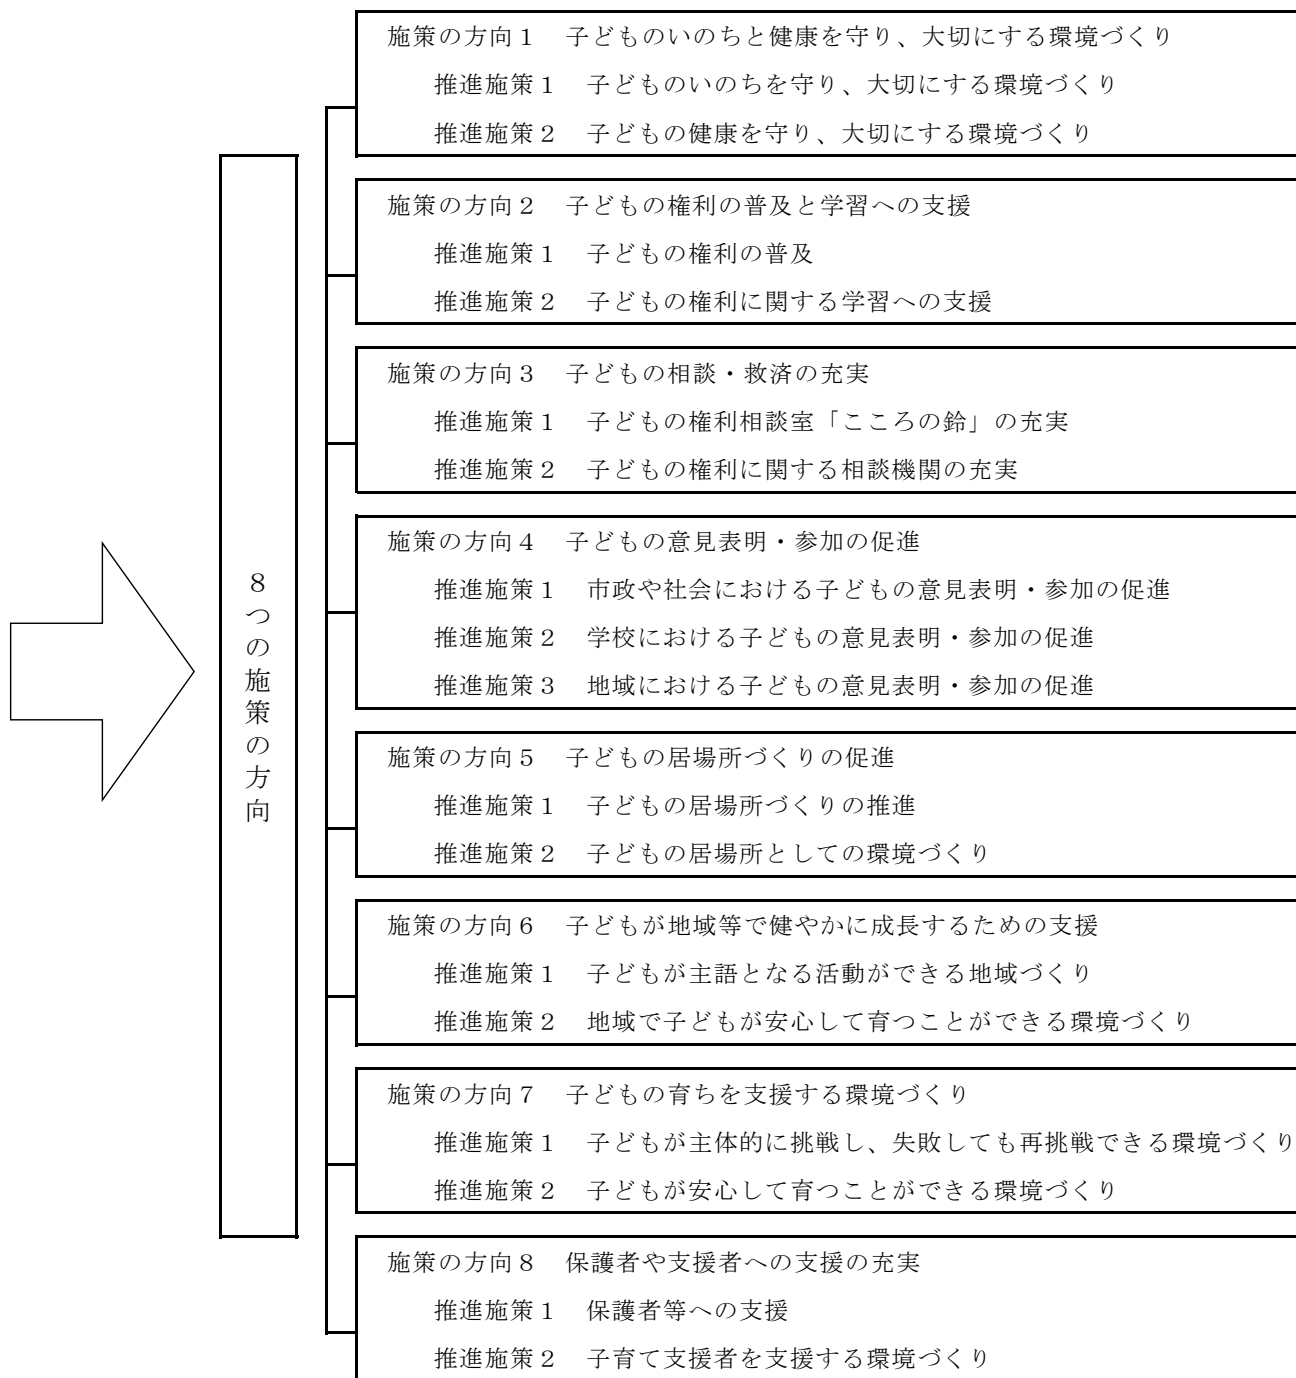 8つの施策の方向
施策の方向1　子どものいのちと健康を守り、大切にする環境づくり
推進施策1　子どものいのちを守り、大切にする環境づくり
推進施策2　子どもの健康を守り、大切にする環境づくり
施策の方向2　子どもの権利の普及と学習への支援
推進施策1　子どもの権利の普及
推進施策2　子どもの権利に関する学習への支援
施策の方向3　子どもの相談・救済の充実
推進施策1　子どもの権利相談室「こころの鈴」の充実
推進施策2　子どもの権利に関する相談機関の充実
施策の方向4　子どもの意見表明・参加の促進
推進施策1　市政や社会における子どもの意見表明・参加の促進
推進施策2　学校における子どもの意見表明・参加の促進
推進施策3　地域における子どもの意見表明・参加の促進
施策の方向5　子どもの居場所づくりの促進
推進施策1　子どもの居場所づくりの推進
推進施策2　子どもの居場所としての環境づくり
施策の方向6　子どもが地域等で健やかに成長するための支援
推進施策1　子どもが主語となる活動ができる地域づくり
推進施策2　地域で子どもが安心して育つことができる環境づくり
施策の方向7　子どもの育ちを支援する環境づくり
推進施策1　子どもが主体的に挑戦し、失敗しても再挑戦できる環境づくり
推進施策2　子どもが安心して育つことができる環境づくり
施策の方向8　保護者や支援者への支援の充実
推進施策1　保護者等への支援
推進施策2　子育て支援者を支援する環境づくり